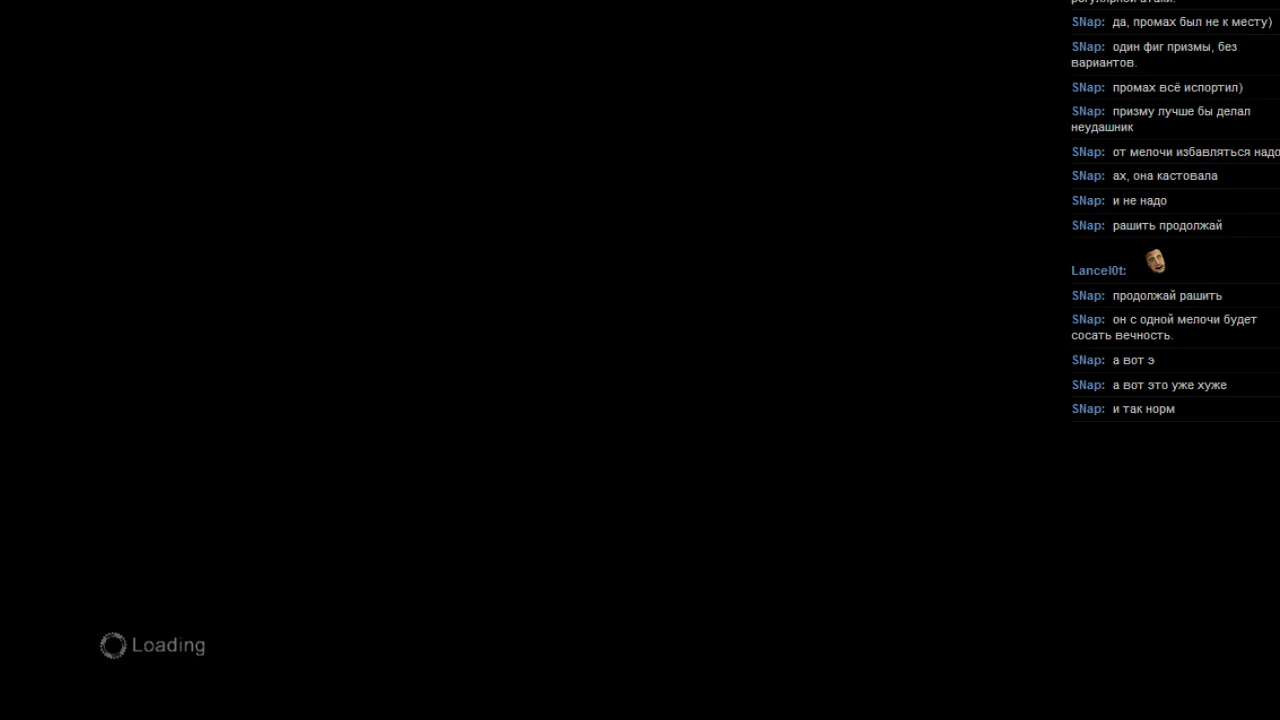 регулярной атаки.
SNap: да, промах был не к месту)
SNap: один фиг призмы, без
вариантов.
SNap: промах всё испортил)
SNap: призму лучше бы делал
неудашник
SNap: от мелочи избавляться надо
SNap: ах, она кастовала
SNap: и не надо
SNap: рашить продолжай
Lancel0t:
SNap: продолжай рашить
SNap: он с одной мелочи будет
сосать вечность.
SNap: а вот э
SNap: а вот это уже хуже
SNap: и так норм
Loading